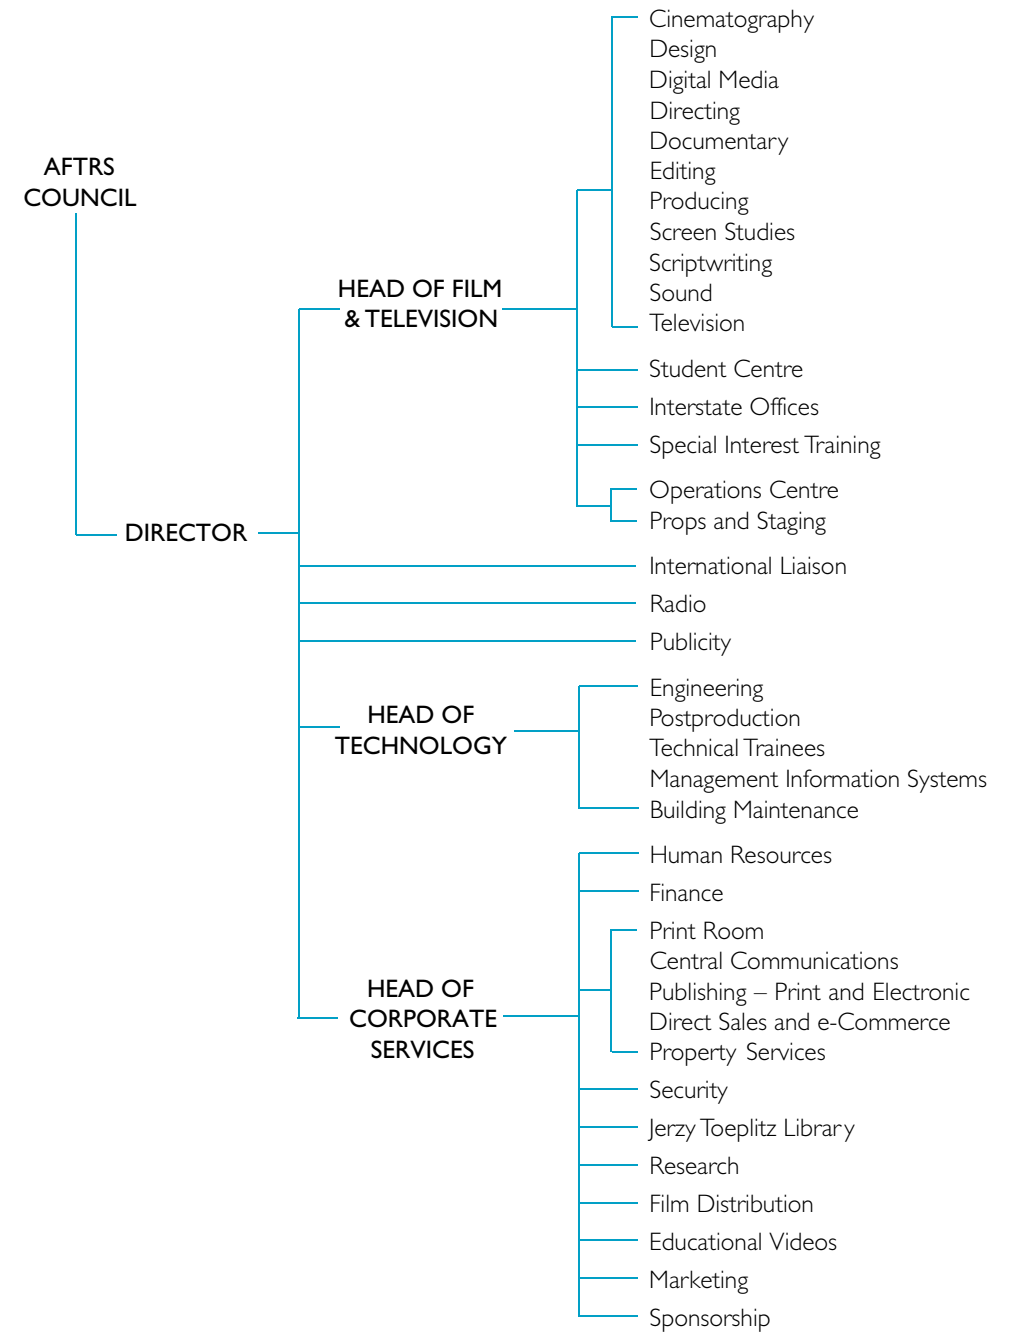 AFTRS
COUNCIL
DIRECTOR
HEAD OF FILM
& TELEVISION
Cinematography
Design
Digital Media
Directing
Documentary
Editing
Producing
Screen Studies
Scriptwriting
Sound
Television
Student Centre
Interstate Offices
Special Interest Training
Operations Centre
Props and Staging
International Liaison
Radio
Publicity
HEAD OF
TECHNOLOGY
Engineering
Postproduction
Technical Trainees
Management Information Systems
Building Maintenance
HEAD OF
CORPORATE
SERVICES
Human Resources
Finance
Print Room
Central Communications
Publishing – Print and Electronic
Direct Sales and e-Commerce
Property Services
Security
Jerzy Toeplitz Library
Research
Film Distribution
Educational Videos
Marketing
Sponsorship